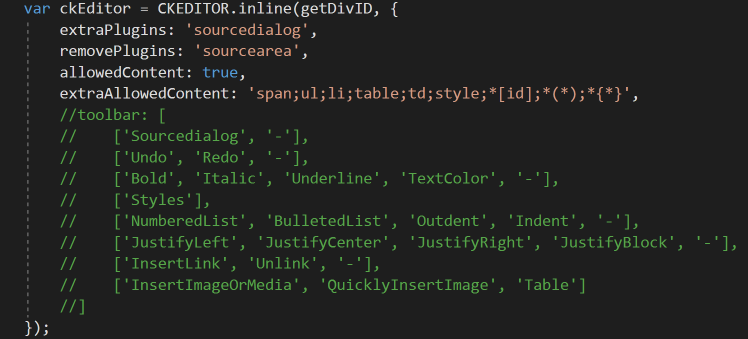 var ckEditor = CKEDITOR.inline(getDivID, {
    extraPlugins: 'sourcedialog',
    removePlugins: 'sourcearea',
    allowedContent: true,
    extraAllowedContent: 'span;ul;li;table;td;style;*[id];*(*);*{*}',
    //toolbar: [
    //    ['Sourcedialog', '-'],
    //    ['Undo', 'Redo', '-'],
    //    ['Bold', 'Italic', 'Underline', 'TextColor', '-'],
    //    ['Styles'],
    //    ['NumberedList', 'BulletedList', 'Outdent', 'Indent', '-'],
    //    ['JustifyLeft', 'JustifyCenter', 'JustifyRight', 'JustifyBlock', '-'],
    //    ['InsertLink', 'Unlink', '-'],
    //    ['InsertImageOrMedia', 'QuicklyInsertImage', 'Table']
    //]
});